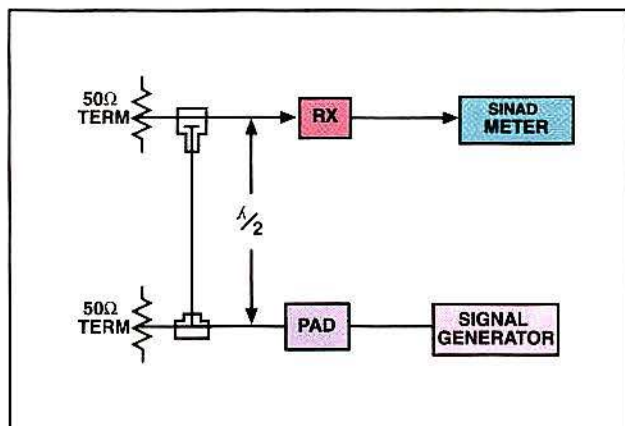 50Ω
TERM
RX
SINAD
METER
λ/2
50Ω
TERM
PAD
SIGNAL
GENERATOR